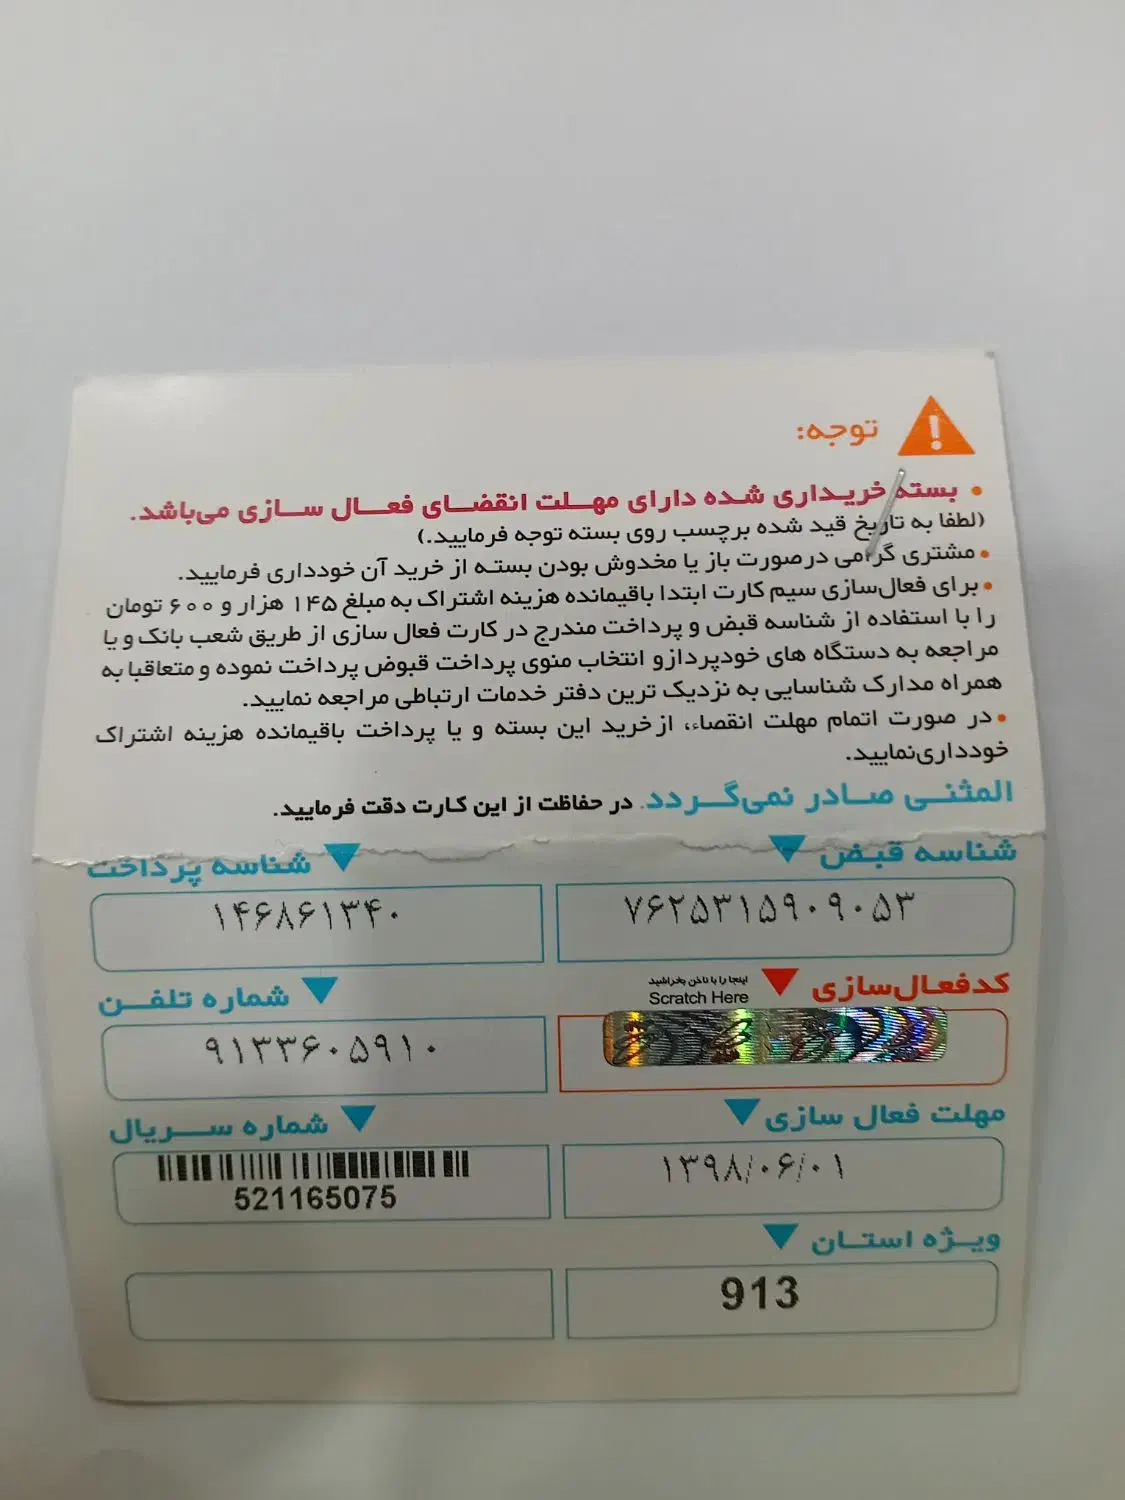 توجه:
• بسته خریداری شده دارای مهلت انقضای فعال سازی می‌باشد.
(لطفا به تاریخ قید شده برچسب روی بسته توجه فرمایید.)
• مشتری گرامی درصورت باز یا مخدوش بودن بسته از خرید آن خودداری فرمایید.
• برای فعال‌سازی سیم کارت ابتدا باقیمانده هزینه اشتراک به مبلغ ۱۴۵ هزار و ۶۰۰ تومان
را با استفاده از شناسه قبض و پرداخت مندرج در کارت فعال سازی از طریق شعب بانک و یا
مراجعه به دستگاه های خودپرداز و انتخاب منوی پرداخت قبوض پرداخت نموده و متعاقبا به
همراه مدارک شناسایی به نزدیک ترین دفتر خدمات ارتباطی مراجعه نمایید.
• در صورت اتمام مهلت انقضاء، از خرید این بسته و یا پرداخت باقیمانده هزینه اشتراک
خودداری‌نمایید.
المثنی صادر نمی‌گردد. در حفاظت از این کارت دقت فرمایید.
شناسه قبض شناسه پرداخت
۷۶۲۵۳۱۵۹۰۹۰۵۳ ۱۴۶۸۶۱۳۴۰
کدفعال‌سازی اینجا را با ناخن بخراشید شماره تلفن
Scratch Here
۹۱۳۳۶۰۵۹۱۰
مهلت فعال سازی شماره سریال
۱۳۹۸/۰۶/۰۱ 521165075
ویژه استان
913